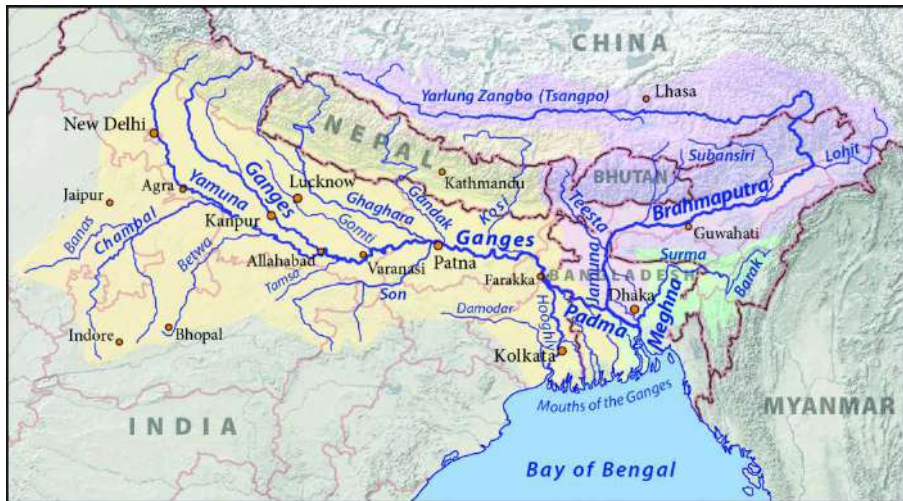 CHINA
Yarlung Zangbo (Tsangpo)
Lhasa
New Delhi
NEPAL
Subansiri
Lohit
BHUTAN
Kathmandu
Agra
Yamuna
Ganges
Lucknow
Ghaghara
Gandak
Kosi
Teesta
Brahmaputra
Jaipur
Banas
Champal
Kanpur
Gomti
Ganges
Guwahati
Betwa
Allahabad
Varanasi
Patna
Surma
Jamuna
Barak
Tamsa
Son
Farakka
BANGLADESH
Dhaka
Meghna
Padma
Damodar
Hooghly
Indore
Bhopal
Kolkata
Mouths of the Ganges
INDIA
MYANMAR
Bay of Bengal